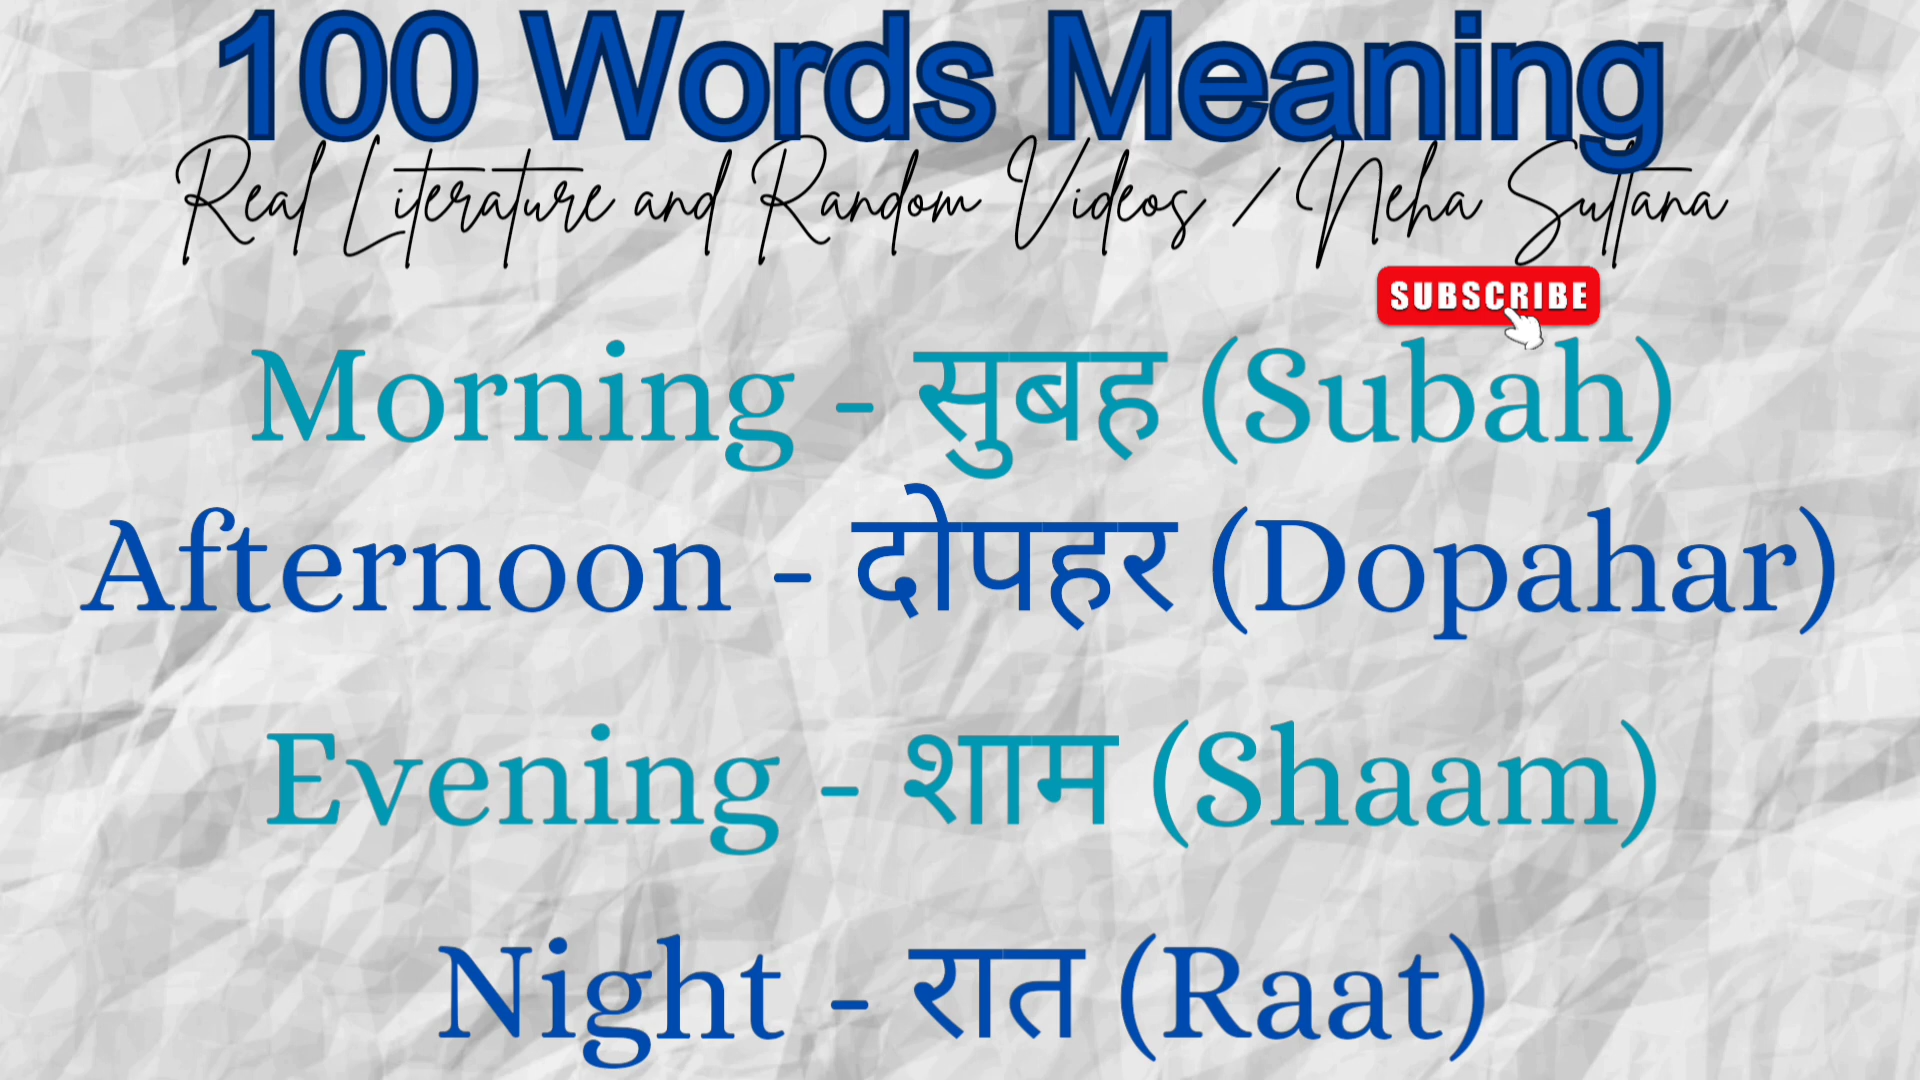 100 Words Meaning
Real Literature and Random Videos / Neha Sultana
SUBSCRIBE
Morning - सुबह (Subah)
Afternoon - दोपहर (Dopahar)
Evening - शाम (Shaam)
Night - रात (Raat)